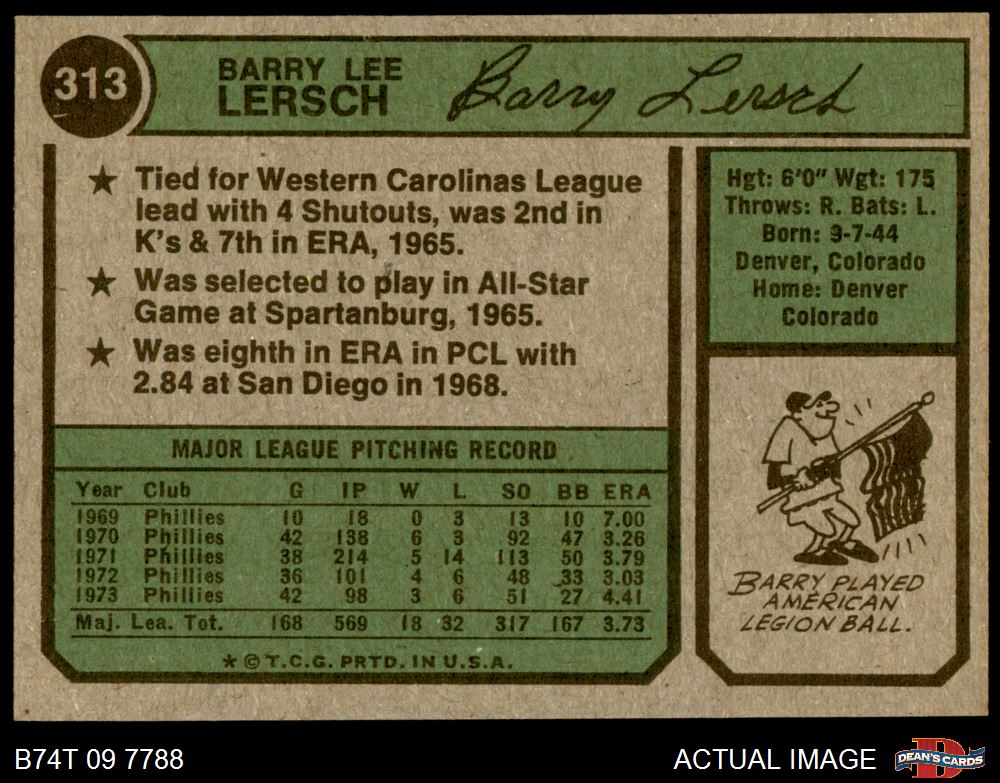 313
BARRY LEE
LERSCH
Barry Lersch
★ Tied for Western Carolinas League
lead with 4 Shutouts, was 2nd in
K's & 7th in ERA, 1965.
★ Was selected to play in All-Star
Game at Spartanburg, 1965.
★ Was eighth in ERA in PCL with
2.84 at San Diego in 1968.
Hgt: 6'0" Wgt: 175
Throws: R. Bats: L.
Born: 3-7-44
Denver, Colorado
Home: Denver
Colorado
MAJOR LEAGUE PITCHING RECORD
Year Club G IP W L SO BB ERA
1969 Phillies 10 18 0 3 13 10 7.00
1970 Phillies 42 138 6 3 92 47 3.26
1971 Phillies 38 214 5 14 113 50 3.79
1972 Phillies 36 101 4 6 48 33 3.03
1973 Phillies 42 98 3 6 51 27 4.41
Maj. Lea. Tot. 168 569 18 32 317 167 3.73
★ © T.C.G. PRTD. IN U.S.A.
BARRY PLAYED
AMERICAN
LEGION BALL.
B74T 09 7788
ACTUAL IMAGE
DEAN'S CARDS